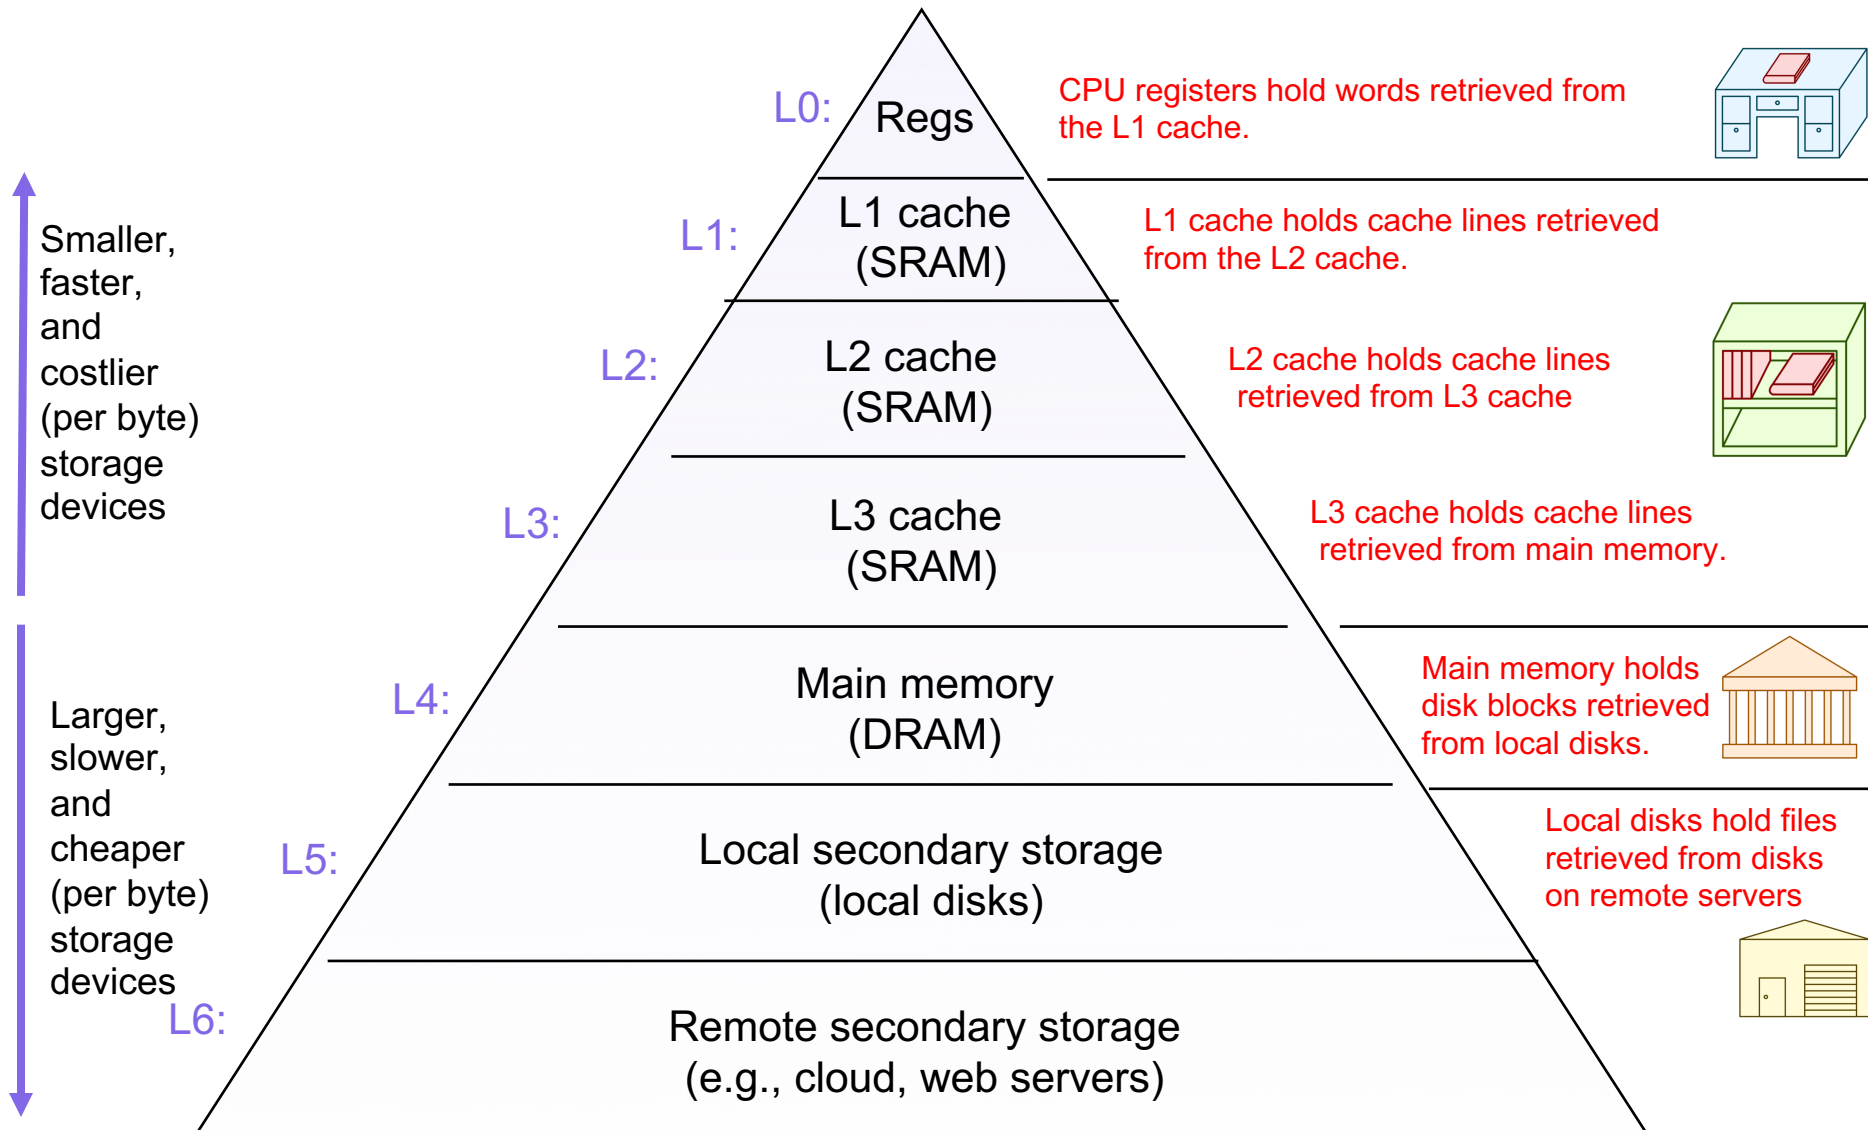 L0:
Regs
CPU registers hold words retrieved from
the L1 cache.
Smaller,
faster,
and
costlier
(per byte)
storage
devices
L1:
L1 cache
(SRAM)
L1 cache holds cache lines retrieved
from the L2 cache.
L2:
L2 cache
(SRAM)
L2 cache holds cache lines
retrieved from L3 cache
L3:
L3 cache
(SRAM)
L3 cache holds cache lines
retrieved from main memory.
Larger,
slower,
and
cheaper
(per byte)
storage
devices
L4:
Main memory
(DRAM)
Main memory holds
disk blocks retrieved
from local disks.
L5:
Local secondary storage
(local disks)
Local disks hold files
retrieved from disks
on remote servers
L6:
Remote secondary storage
(e.g., cloud, web servers)